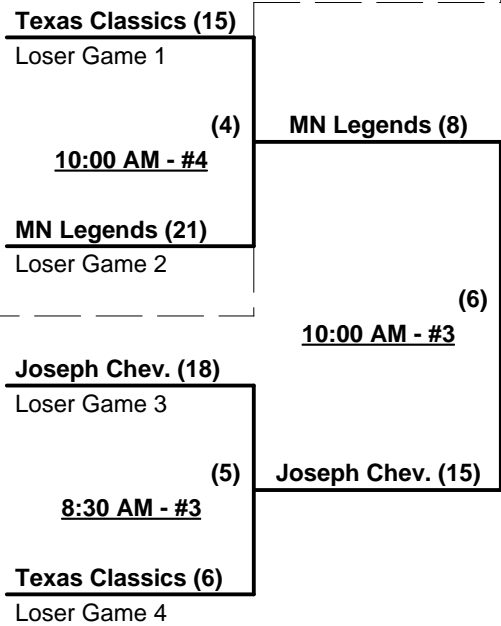 Texas Classics (15)
Loser Game 1
(4)
MN Legends (8)
10:00 AM - #4
MN Legends (21)
Loser Game 2
(6)
10:00 AM - #3
Joseph Chev. (18)
Loser Game 3
(5)
Joseph Chev. (15)
8:30 AM - #3
Texas Classics (6)
Loser Game 4